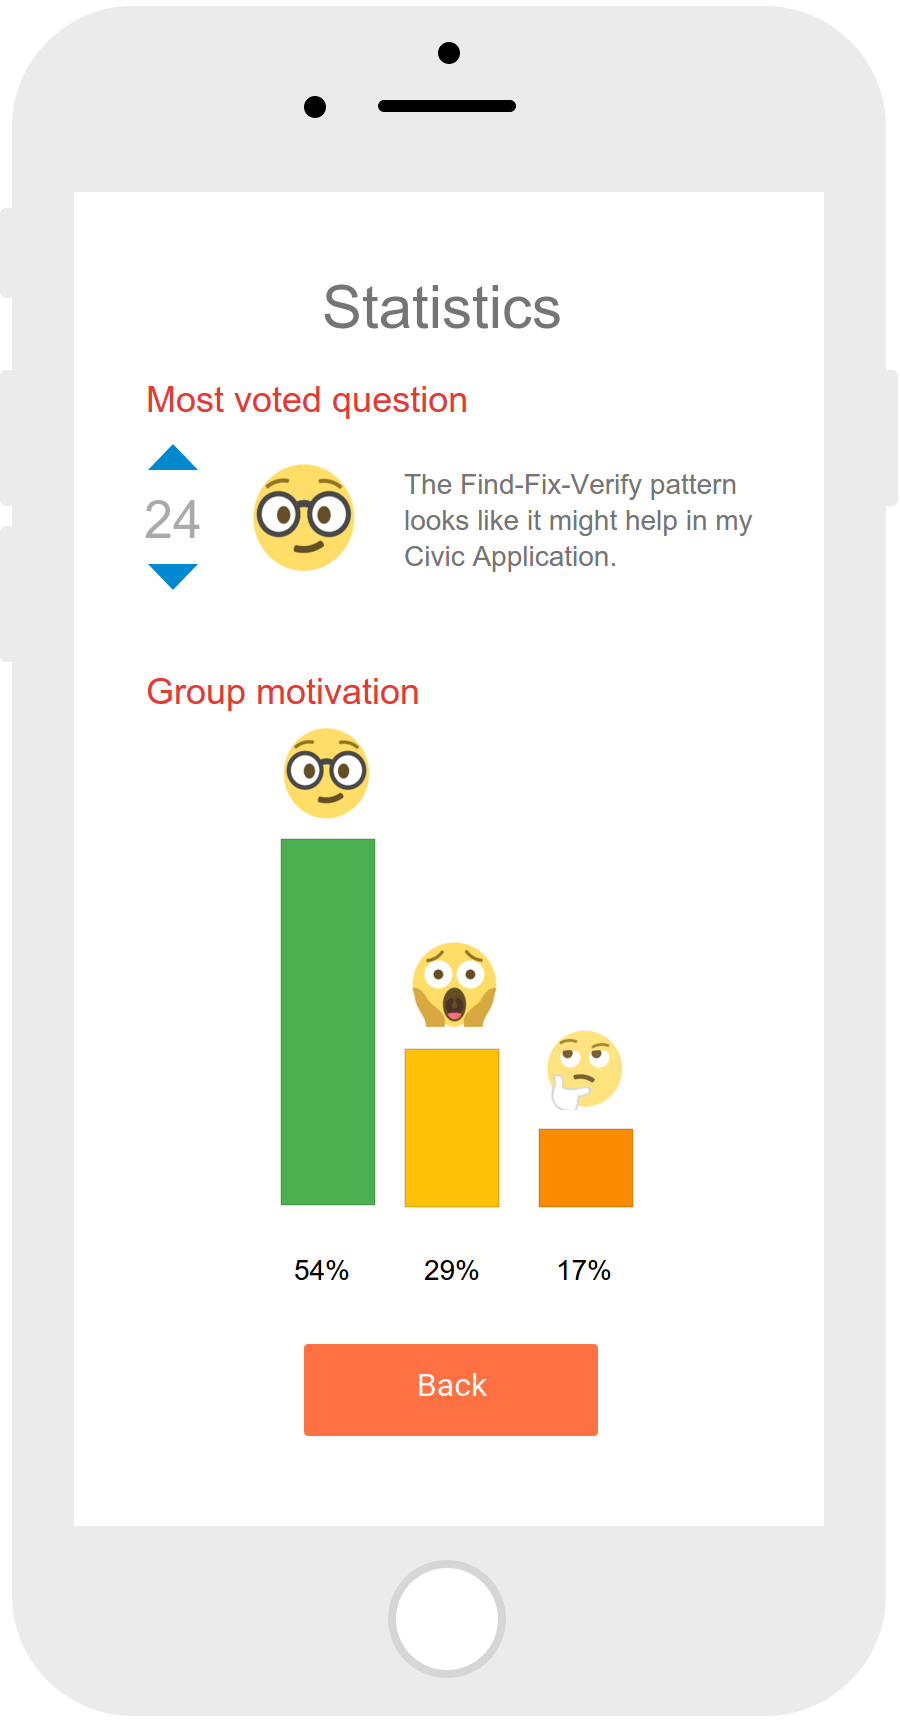 Statistics
Most voted question
24
The Find-Fix-Verify pattern
looks like it might help in my
Civic Application.
Group motivation
54% 29% 17%
Back